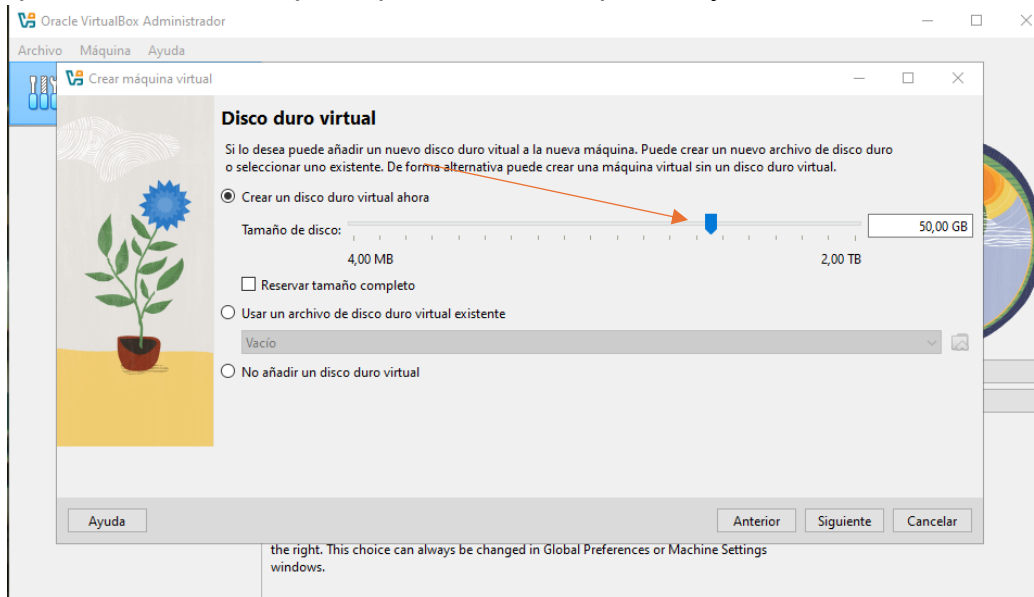 Oracle VirtualBox Administrador
Archivo Máquina Ayuda
Crear máquina virtual
Disco duro virtual
Si lo desea puede añadir un nuevo disco duro vitual a la nueva máquina. Puede crear un nuevo archivo de disco duro
o seleccionar uno existente. De forma alternativa puede crear una máquina virtual sin un disco duro virtual.
Crear un disco duro virtual ahora
Tamaño de disco:
50,00 GB
4,00 MB 2,00 TB
Reservar tamaño completo
Usar un archivo de disco duro virtual existente
Vacío
No añadir un disco duro virtual
Ayuda Anterior Siguiente Cancelar
the right. This choice can always be changed in Global Preferences or Machine Settings
windows.